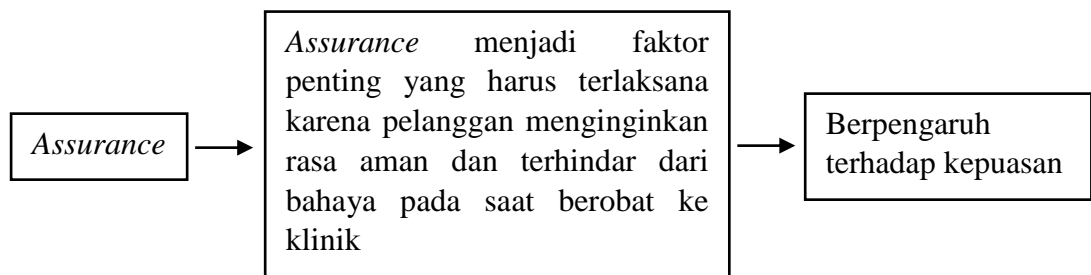 Assurance
Assurance menjadi faktor
penting yang harus terlaksana
karena pelanggan menginginkan
rasa aman dan terhindar dari
bahaya pada saat berobat ke
klinik
Berpengaruh
terhadap kepuasan